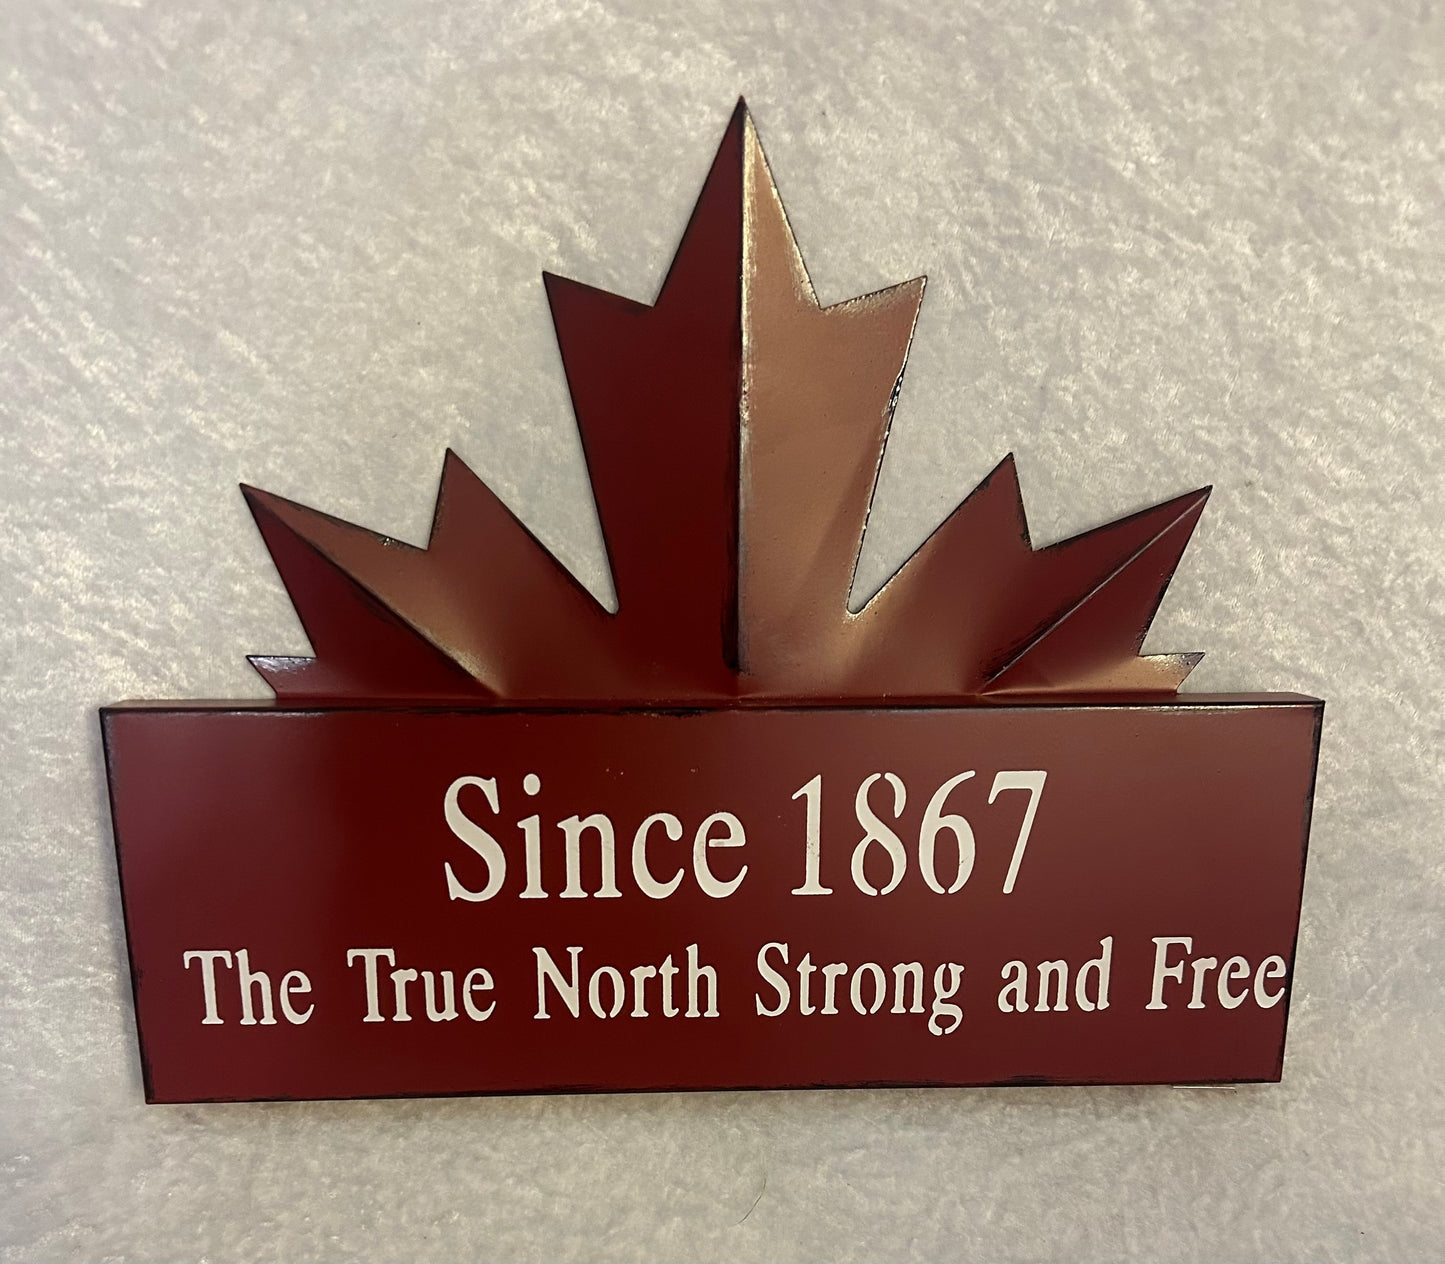 Since 1867
The True North Strong and Free